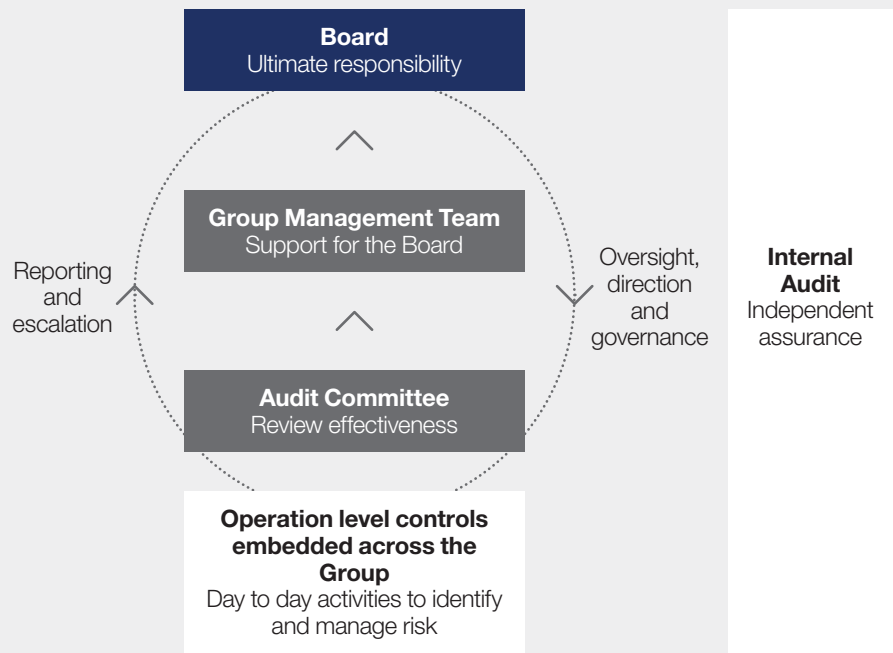 Board
Ultimate responsibility
Group Management Team
Support for the Board
Reporting
and
escalation
Oversight,
direction
and
governance
Internal
Audit
Independent
assurance
Audit Committee
Review effectiveness
Operation level controls
embedded across the
Group
Day to day activities to identify
and manage risk